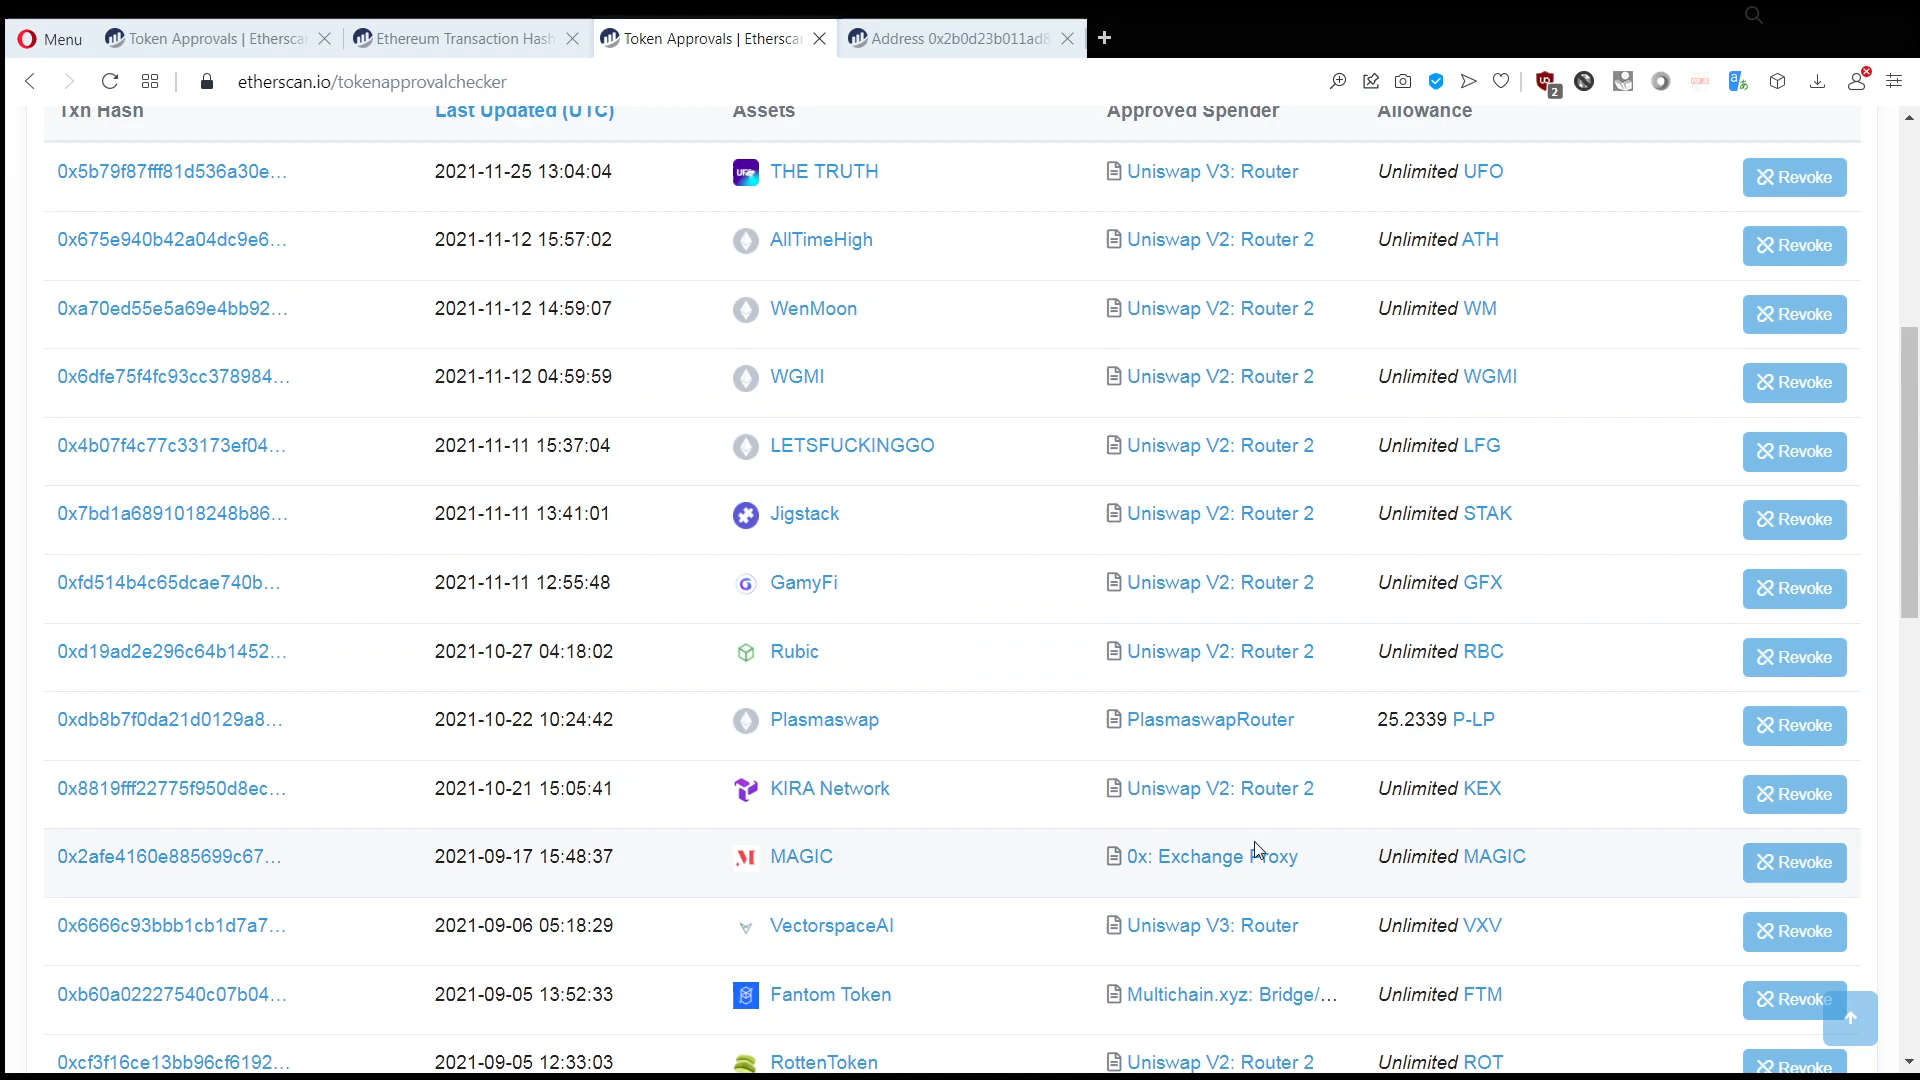 Menu
Token Approvals | Etherscan
Ethereum Transaction Hash
Token Approvals | Etherscan
Address 0x2b0d23b011ad8
etherscan.io/tokenapprovalchecker
2
Txn Hash Last Updated (UTC) Assets Approved Spender Allowance
0x5b79f87fff81d536a30e... 2021-11-25 13:04:04 UFO THE TRUTH Uniswap V3: Router Unlimited UFO Revoke
0x675e940b42a04dc9e6... 2021-11-12 15:57:02 AllTimeHigh Uniswap V2: Router 2 Unlimited ATH Revoke
0xa70ed55e5a69e4bb92... 2021-11-12 14:59:07 WenMoon Uniswap V2: Router 2 Unlimited WM Revoke
0x6dfe75f4fc93cc378984... 2021-11-12 04:59:59 WGMI Uniswap V2: Router 2 Unlimited WGMI Revoke
0x4b07f4c77c33173ef04... 2021-11-11 15:37:04 LETSFUCKINGGO Uniswap V2: Router 2 Unlimited LFG Revoke
0x7bd1a6891018248b86... 2021-11-11 13:41:01 Jigstack Uniswap V2: Router 2 Unlimited STAK Revoke
0xfd514b4c65dcae740b... 2021-11-11 12:55:48 GamyFi Uniswap V2: Router 2 Unlimited GFX Revoke
0xd19ad2e296c64b1452... 2021-10-27 04:18:02 Rubic Uniswap V2: Router 2 Unlimited RBC Revoke
0xdb8b7f0da21d0129a8... 2021-10-22 10:24:42 Plasmaswap PlasmaswapRouter 25.2339 P-LP Revoke
0x8819fff22775f950d8ec... 2021-10-21 15:05:41 KIRA Network Uniswap V2: Router 2 Unlimited KEX Revoke
0x2afe4160e885699c67... 2021-09-17 15:48:37 MAGIC 0x: Exchange Proxy Unlimited MAGIC Revoke
0x6666c93bbb1cb1d7a7... 2021-09-06 05:18:29 VectorspaceAI Uniswap V3: Router Unlimited VXV Revoke
0xb60a02227540c07b04... 2021-09-05 13:52:33 Fantom Token Multichain.xyz: Bridge/... Unlimited FTM Revoke
0xcf3f16ce13bb96cf6192... 2021-09-05 12:33:03 RottenToken Uniswap V2: Router 2 Unlimited ROT Revoke